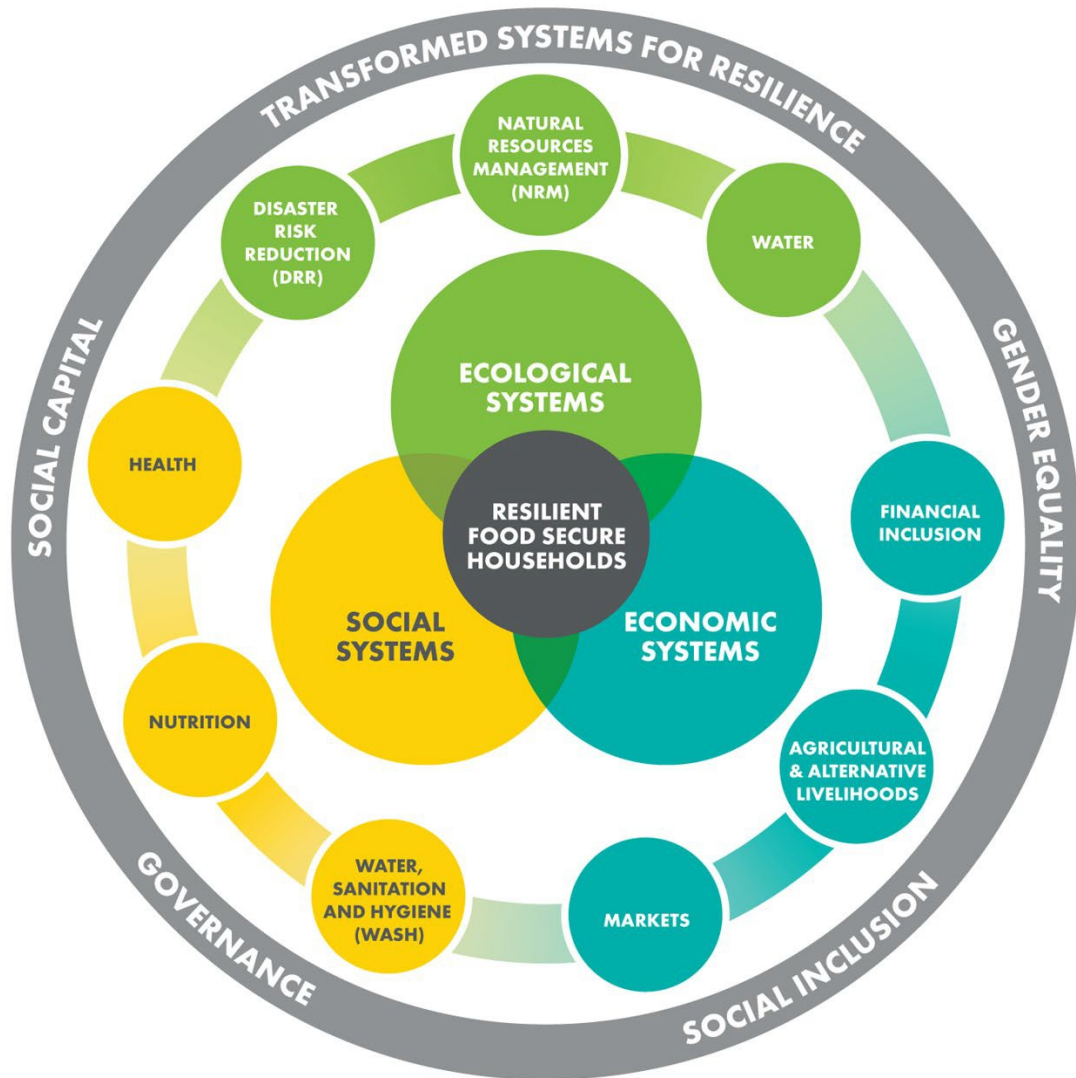 TRANSFORMED SYSTEMS FOR RESILIENCE
GENDER EQUALITY
SOCIAL INCLUSION
GOVERNANCE
SOCIAL CAPITAL
NATURAL
RESOURCES
MANAGEMENT
(NRM)
WATER
FINANCIAL
INCLUSION
AGRICULTURAL
& ALTERNATIVE
LIVELIHOODS
MARKETS
WATER,
SANITATION
AND HYGIENE
(WASH)
NUTRITION
HEALTH
DISASTER
RISK
REDUCTION
(DRR)
ECOLOGICAL
SYSTEMS
RESILIENT
FOOD SECURE
HOUSEHOLDS
SOCIAL
SYSTEMS
ECONOMIC
SYSTEMS